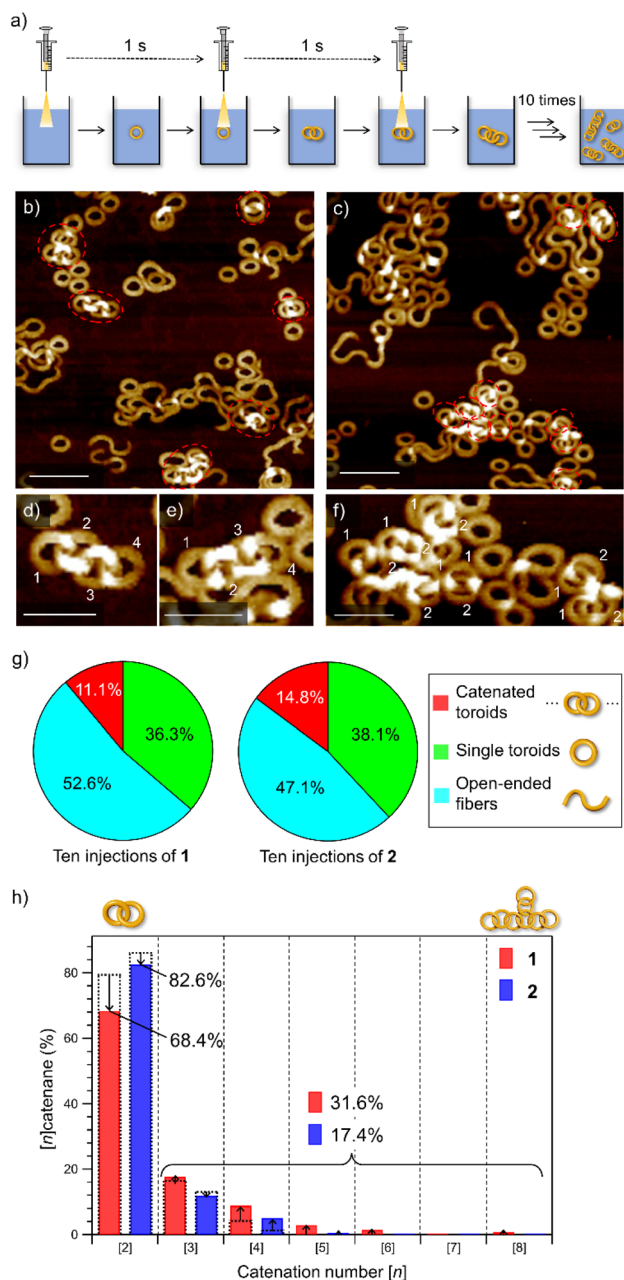 a)
1 s
1 s
10 times
b)
c)
d)
2
4
1
3
e)
3
1
4
2
f)
1
1
2
1
2
1
2
2
2
1
2
g)
11.1%
36.3%
52.6%
Ten injections of 1
14.8%
38.1%
47.1%
Ten injections of 2
Catenated
toroids
Single toroids
Open-ended
fibers
h)
1
2
82.6%
68.4%
31.6%
17.4%
80
60
40
20
0
[n]catenane (%)
[2]
[3]
[4]
[5]
[6]
[7]
[8]
Catenation number [n]